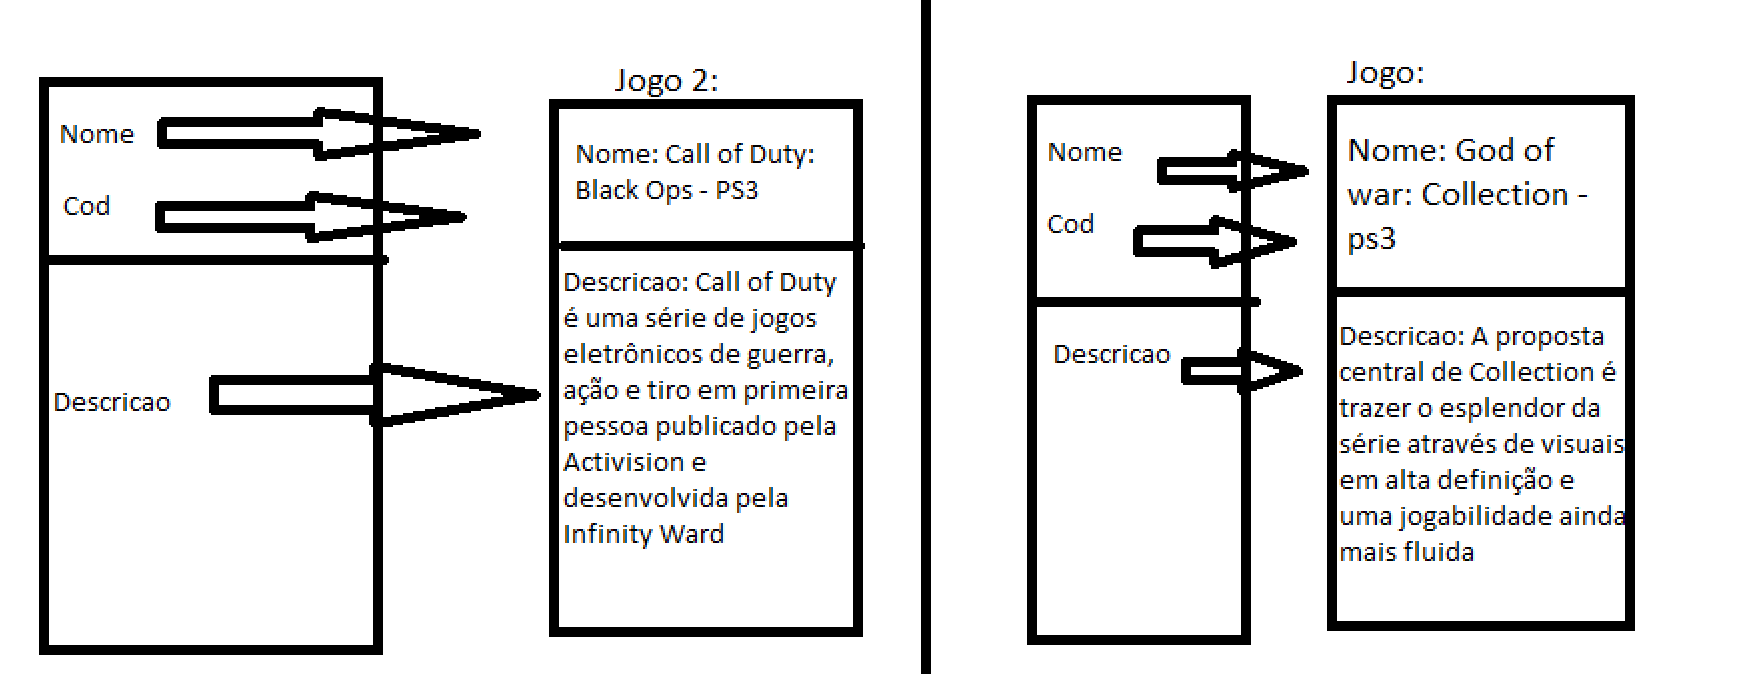 Nome
Cod
Descricao
Jogo 2:
Nome: Call of Duty:
Black Ops - PS3
Descricao: Call of Duty
é uma série de jogos
eletrônicos de guerra,
ação e tiro em primeira
pessoa publicado pela
Activision e
desenvolvida pela
Infinity Ward
Nome
Cod
Descricao
Jogo:
Nome: God of
war: Collection -
ps3
Descricao: A proposta
central de Collection é
trazer o esplendor da
série através de visuais
em alta definição e
uma jogabilidade ainda
mais fluida